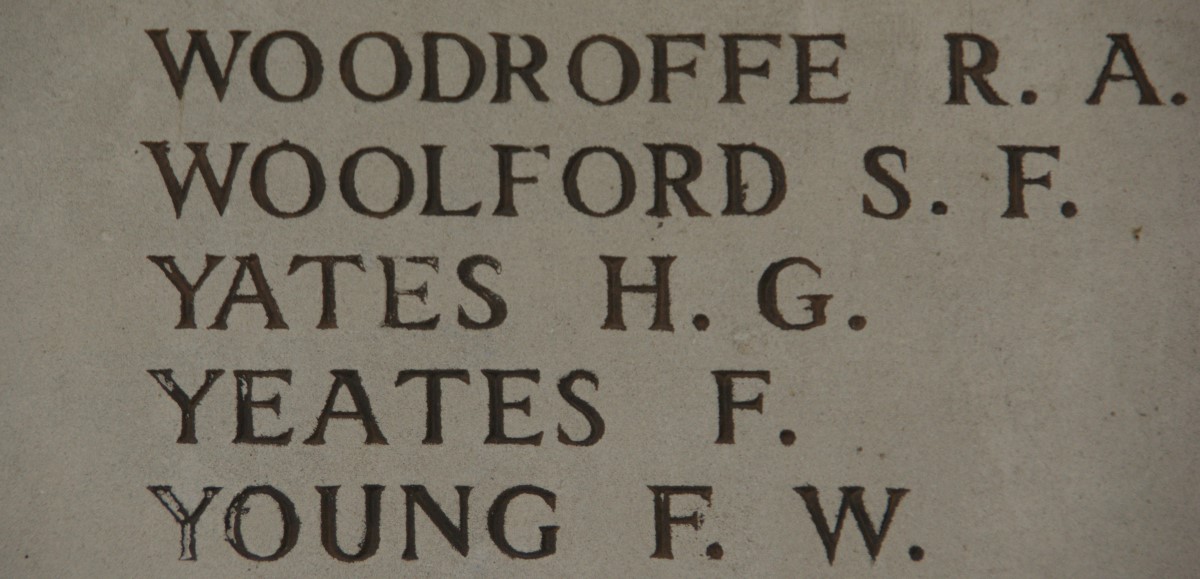 WOODROFFE R. A.
WOOLFORD S. F.
YATES H. G.
YEATES F.
YOUNG F. W.